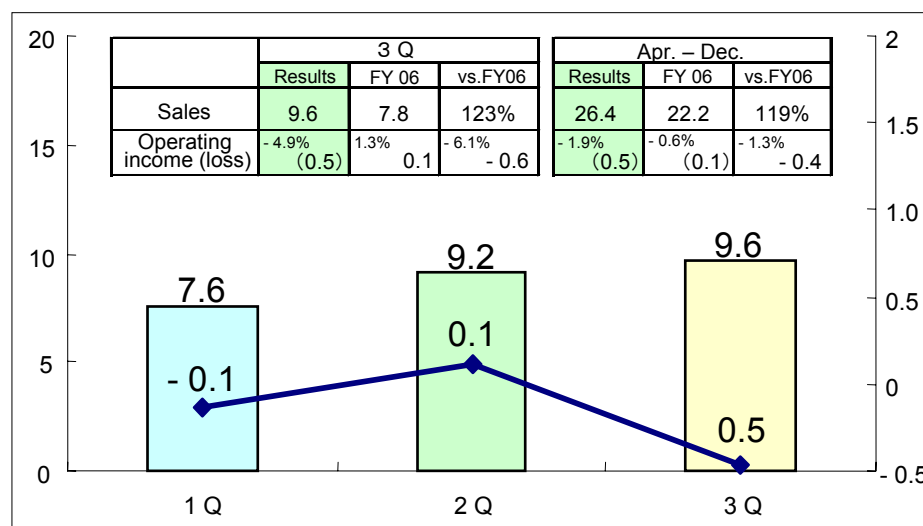 20
2
3 Q
Apr. – Dec.
Results FY 06 vs.FY06 Results FY 06 vs.FY06
Sales 9.6 7.8 123% 26.4 22.2 119%
Operating income (loss) - 4.9% (0.5) 1.3% 0.1 - 6.1% - 0.6 - 1.9% (0.5) - 0.6% (0.1) - 1.3% - 0.4
15
1.5
10
1.0
5
0.5
0
0
- 0.5
7.6
9.2
9.6
- 0.1
0.1
0.5
1 Q 2 Q 3 Q